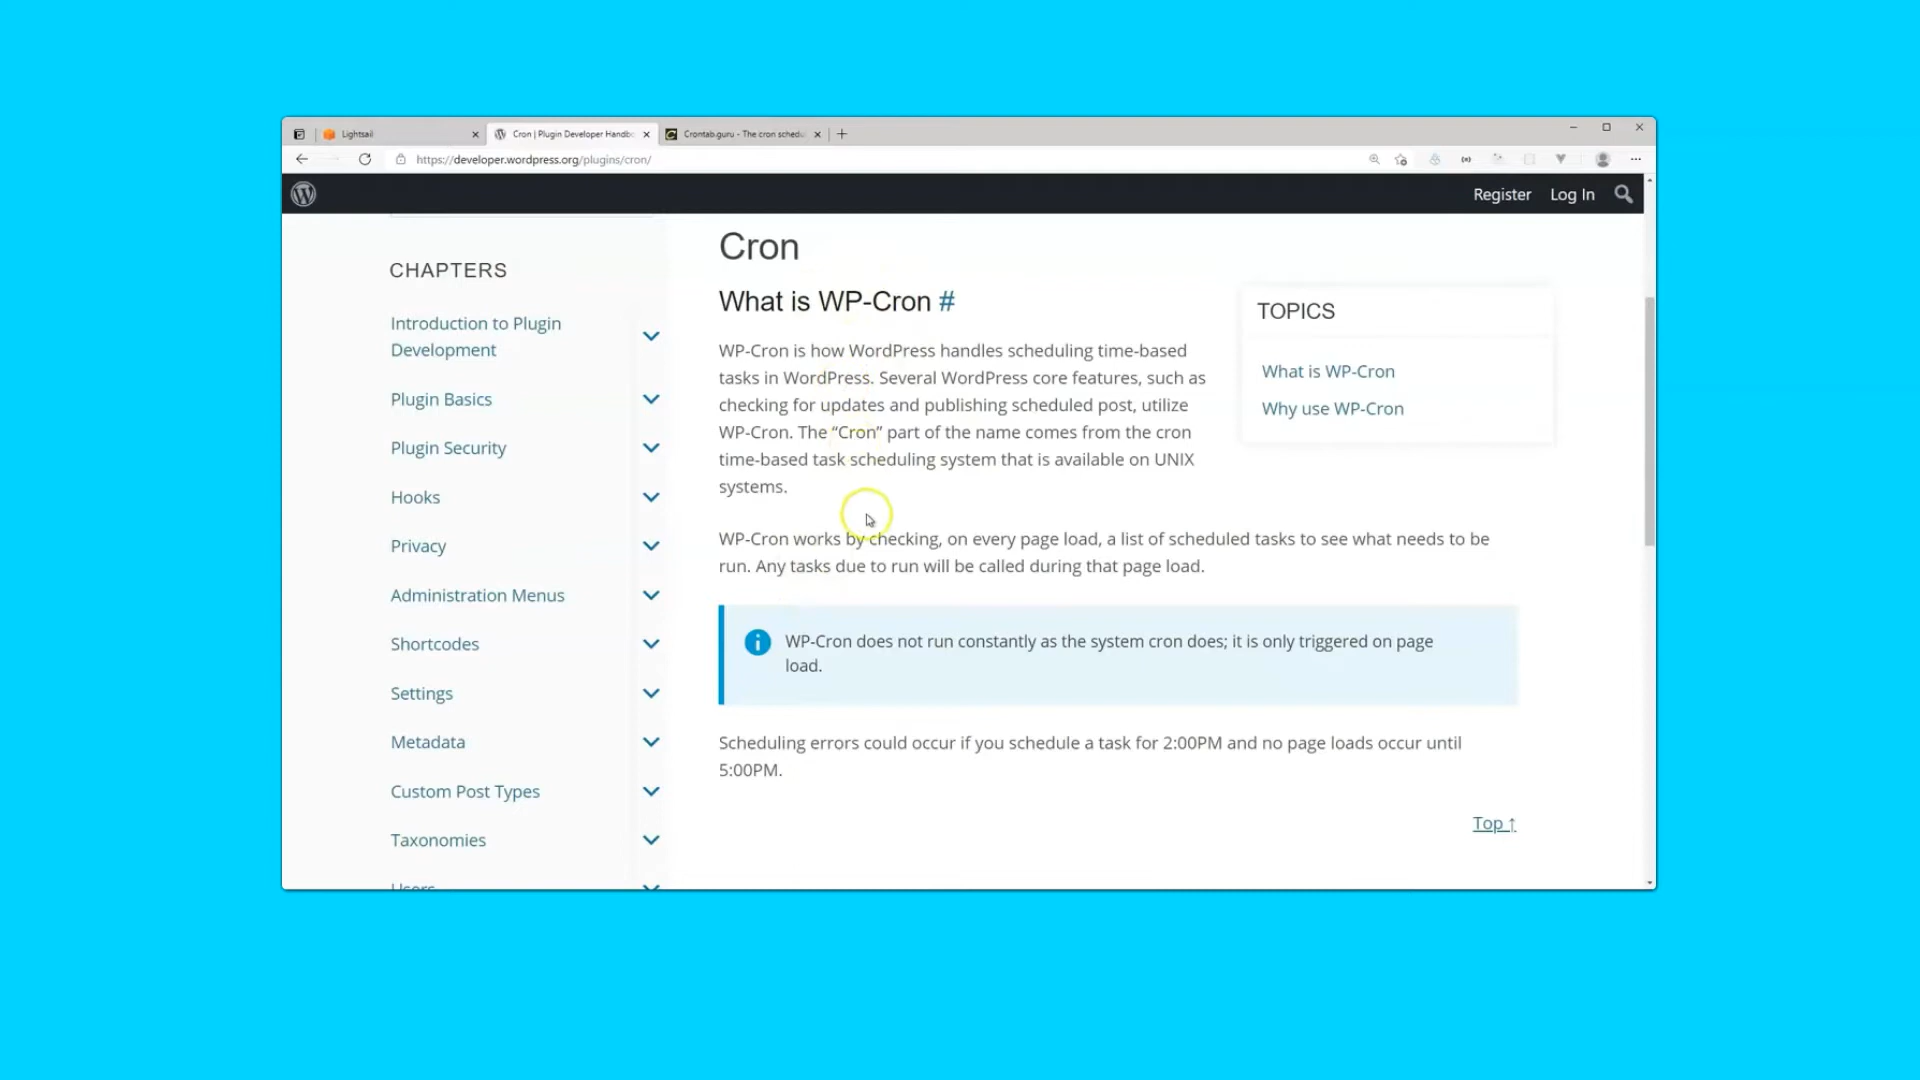 Lightsail
Cron | Plugin Developer Handbo
Crontab.guru - The cron schedu
https://developer.wordpress.org/plugins/cron/
Register
Log In
CHAPTERS
Introduction to Plugin
Development
Plugin Basics
Plugin Security
Hooks
Privacy
Administration Menus
Shortcodes
Settings
Metadata
Custom Post Types
Taxonomies
Users
Cron
What is WP-Cron #
WP-Cron is how WordPress handles scheduling time-based
tasks in WordPress. Several WordPress core features, such as
checking for updates and publishing scheduled post, utilize
WP-Cron. The “Cron” part of the name comes from the cron
time-based task scheduling system that is available on UNIX
systems.
TOPICS
What is WP-Cron
Why use WP-Cron
WP-Cron works by checking, on every page load, a list of scheduled tasks to see what needs to be
run. Any tasks due to run will be called during that page load.
WP-Cron does not run constantly as the system cron does; it is only triggered on page
load.
Scheduling errors could occur if you schedule a task for 2:00PM and no page loads occur until
5:00PM.
Top ↑